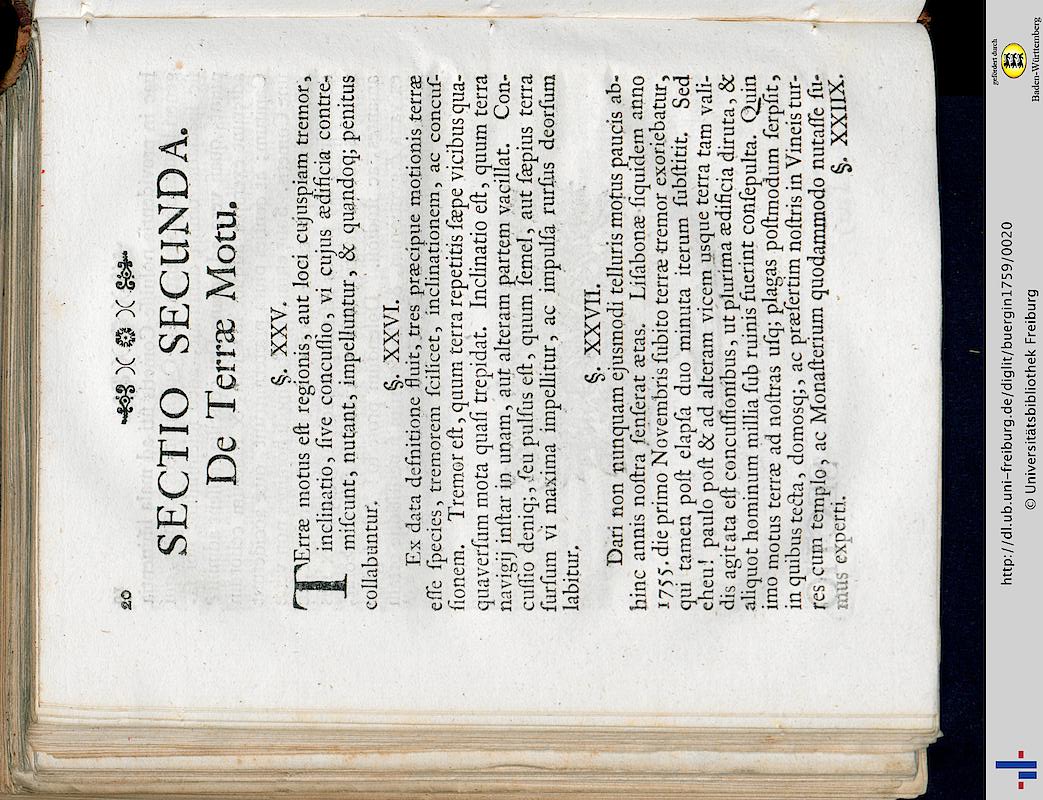 20
SECTIO SECUNDA.
De Terræ Motu.
§. XXV.
TErræ motus eſt regionis, aut loci cujuſpiam tremor,
inclinatio, ſive concuſſio, vi cujus ædificia contre-
miſcunt, nutant, impelluntur, & quandoq; penitus
collabuntur.
§. XXVI.
Ex data definitione fluit, tres præcipue motionis terræ
eſſe ſpecies, tremorem ſcilicet, inclinationem, ac concuſ-
ſionem. Tremor eſt, quum terra repetitis ſæpe vicibus qua-
quaverſum mota quaſi trepidat. Inclinatio eſt, quum terra
navigij inſtar in unam, aut alteram partem vacillat. Con-
cuſſio deniq;, ſeu pulſus eſt, quum ſemel, aut ſæpius terra
ſurſum vi maxima impellitur, ac impulſa rurſus deorſum
labitur.
§. XXVII.
Dari non nunquam ejuſmodi telluris motus paucis ab-
hinc annis noſtra ſenſerat ætas. Liſabonæ ſiquidem anno
1755. die primo Novembris ſubito terræ tremor exoriebatur,
qui tamen poſt elapſa duo minuta iterum ſubſtitit. Sed
eheu! paulo poſt & ad alteram vicem usque terra tam vali-
dis agitata eſt concuſſionibus, ut plurima ædificia diruta, &
aliquot hominum millia ſub ruinis fuerint conſepulta. Quin
imo motus terræ ad noſtras uſq; plagas poſtmodum ſerpſit,
in quibus tecta, domosq;, ac præſertim noſtris in Vineis tur-
res cum templo, ac Monaſterium quodammodo nutaſſe fu-
mus experti.
§. XXIIX.
http://dl.ub.uni-freiburg.de/diglit/buergin1759/0020
© Universitätsbibliothek Freiburg
gefördert durch
Baden-Württemberg